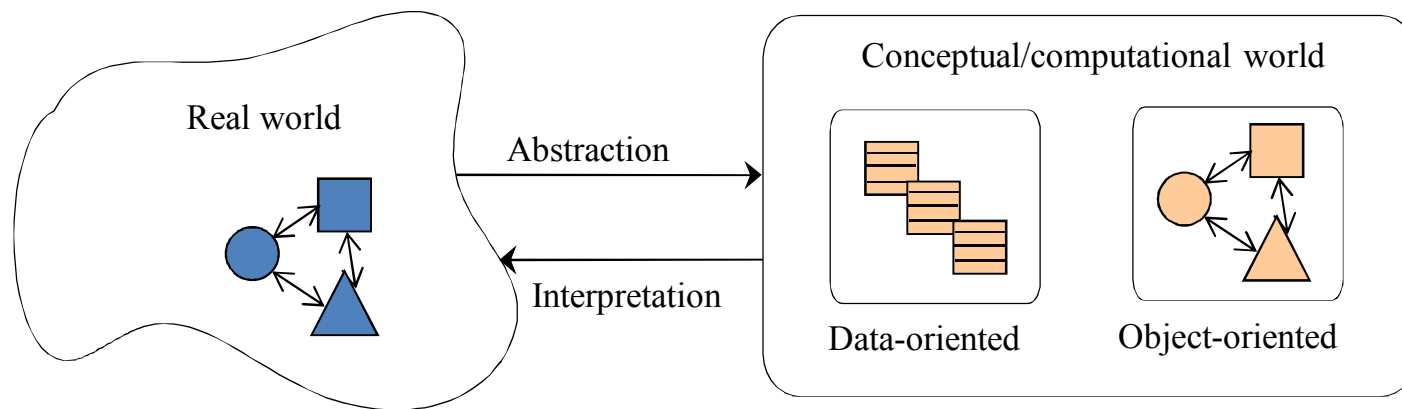 Real world
Abstraction
Interpretation
Conceptual/computational world
Data-oriented
Object-oriented